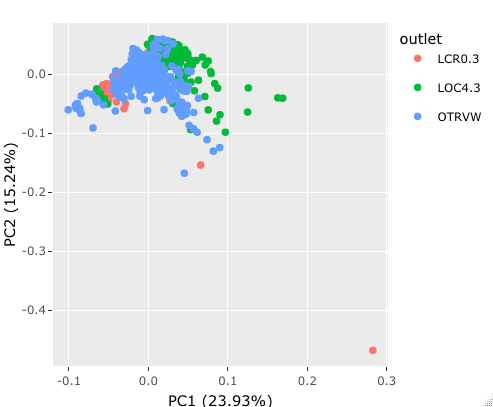 outlet
LCR0.3
LOC4.3
OTRVW
0.0
-0.1
-0.2
-0.3
-0.4
PC2 (15.24%)
-0.1
0.0
0.1
0.2
0.3
PC1 (23.93%)